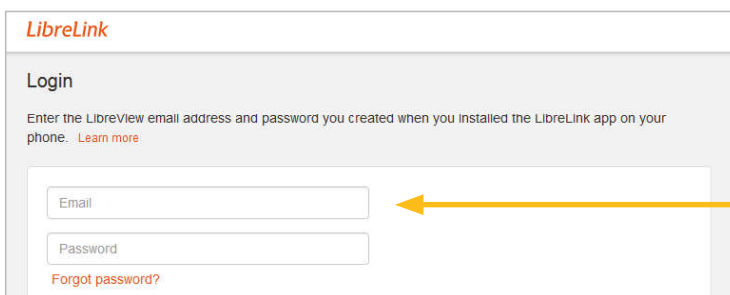 LibreLink
Login
Enter the LibreView email address and password you created when you installed the LibreLink app on your
phone. Learn more
Email
Password
Forgot password?